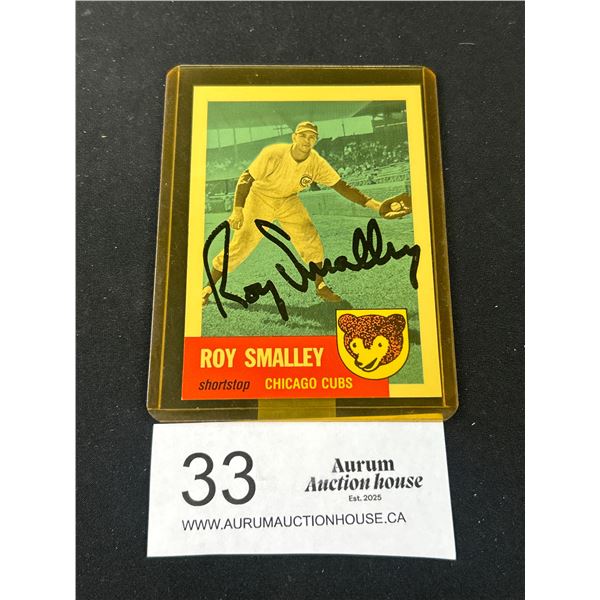 Roy Smalley
ROY SMALLEY
shortstop CHICAGO CUBS
33
Aurum
Auction house
Est. 2025
WWW.AURUMAUCTIONHOUSE.CA